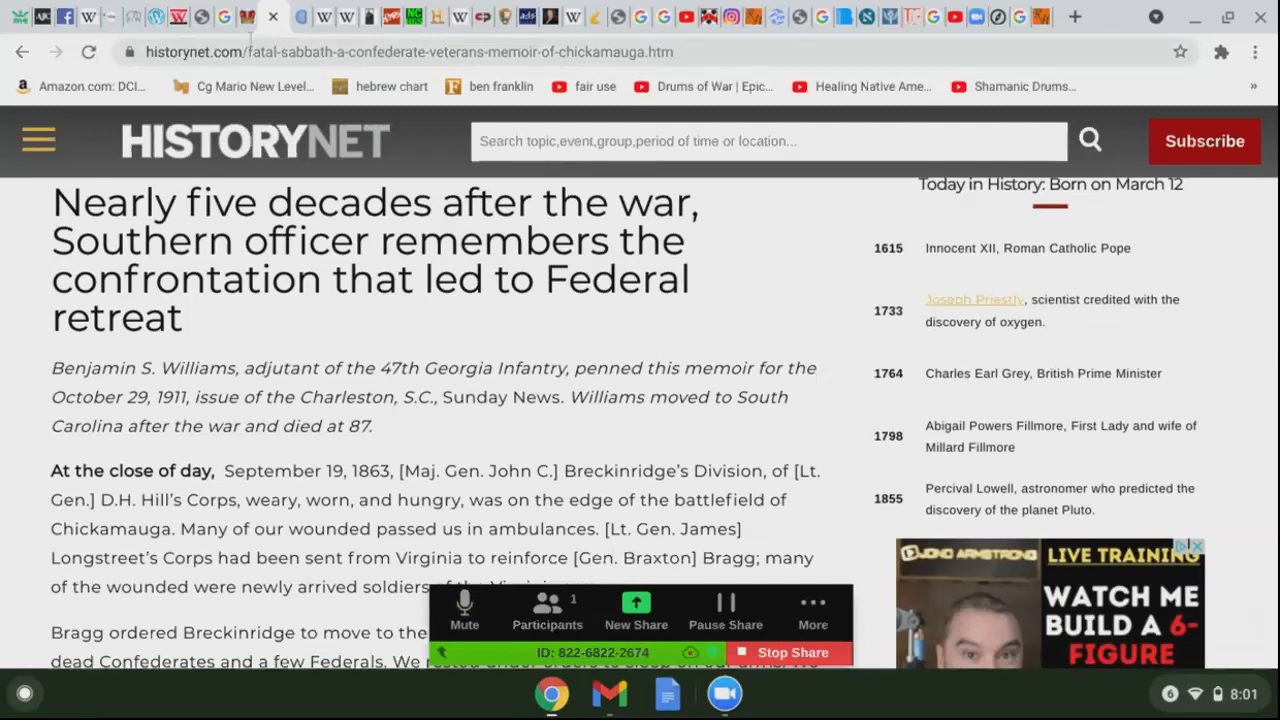 historynet.com/fatal-sabbath-a-confederate-veterans-memoir-of-chickamauga.htm
Amazon.com: DCI...
Cg Mario New Level...
hebrew chart
ben franklin
fair use
Drums of War | Epic...
Healing Native Ame...
Shamanic Drums...
»
HISTORYNET
Search topic,event,group,period of time or location...
Subscribe
Nearly five decades after the war,
Southern officer remembers the
confrontation that led to Federal
retreat
Benjamin S. Williams, adjutant of the 47th Georgia Infantry, penned this memoir for the
October 29, 1911, issue of the Charleston, S.C., Sunday News. Williams moved to South
Carolina after the war and died at 87.
At the close of day, September 19, 1863, [Maj. Gen. John C.] Breckinridge's Division, of [Lt.
Gen.] D.H. Hill's Corps, weary, worn, and hungry, was on the edge of the battlefield of
Chickamauga. Many of our wounded passed us in ambulances. [Lt. Gen. James]
Longstreet's Corps had been sent from Virginia to reinforce [Gen. Braxton] Bragg; many
of the wounded were newly arrived soldiers
Bragg ordered Breckinridge to move to the
dead Confederates and a few Federals. We
Today in History: Born on March 12
1615 Innocent XII, Roman Catholic Pope
1733 Joseph Priestly, scientist credited with the
discovery of oxygen.
1764 Charles Earl Grey, British Prime Minister
1798 Abigail Powers Fillmore, First Lady and wife of
Millard Fillmore
1855 Percival Lowell, astronomer who predicted the
discovery of the planet Pluto.
JONO ARMSTRONG
LIVE TRAINING
WATCH ME
BUILD A 6-
FIGURE
1
Mute
Participants
New Share
Pause Share
More
ID: 822-6822-2674
Stop Share
6
8:01